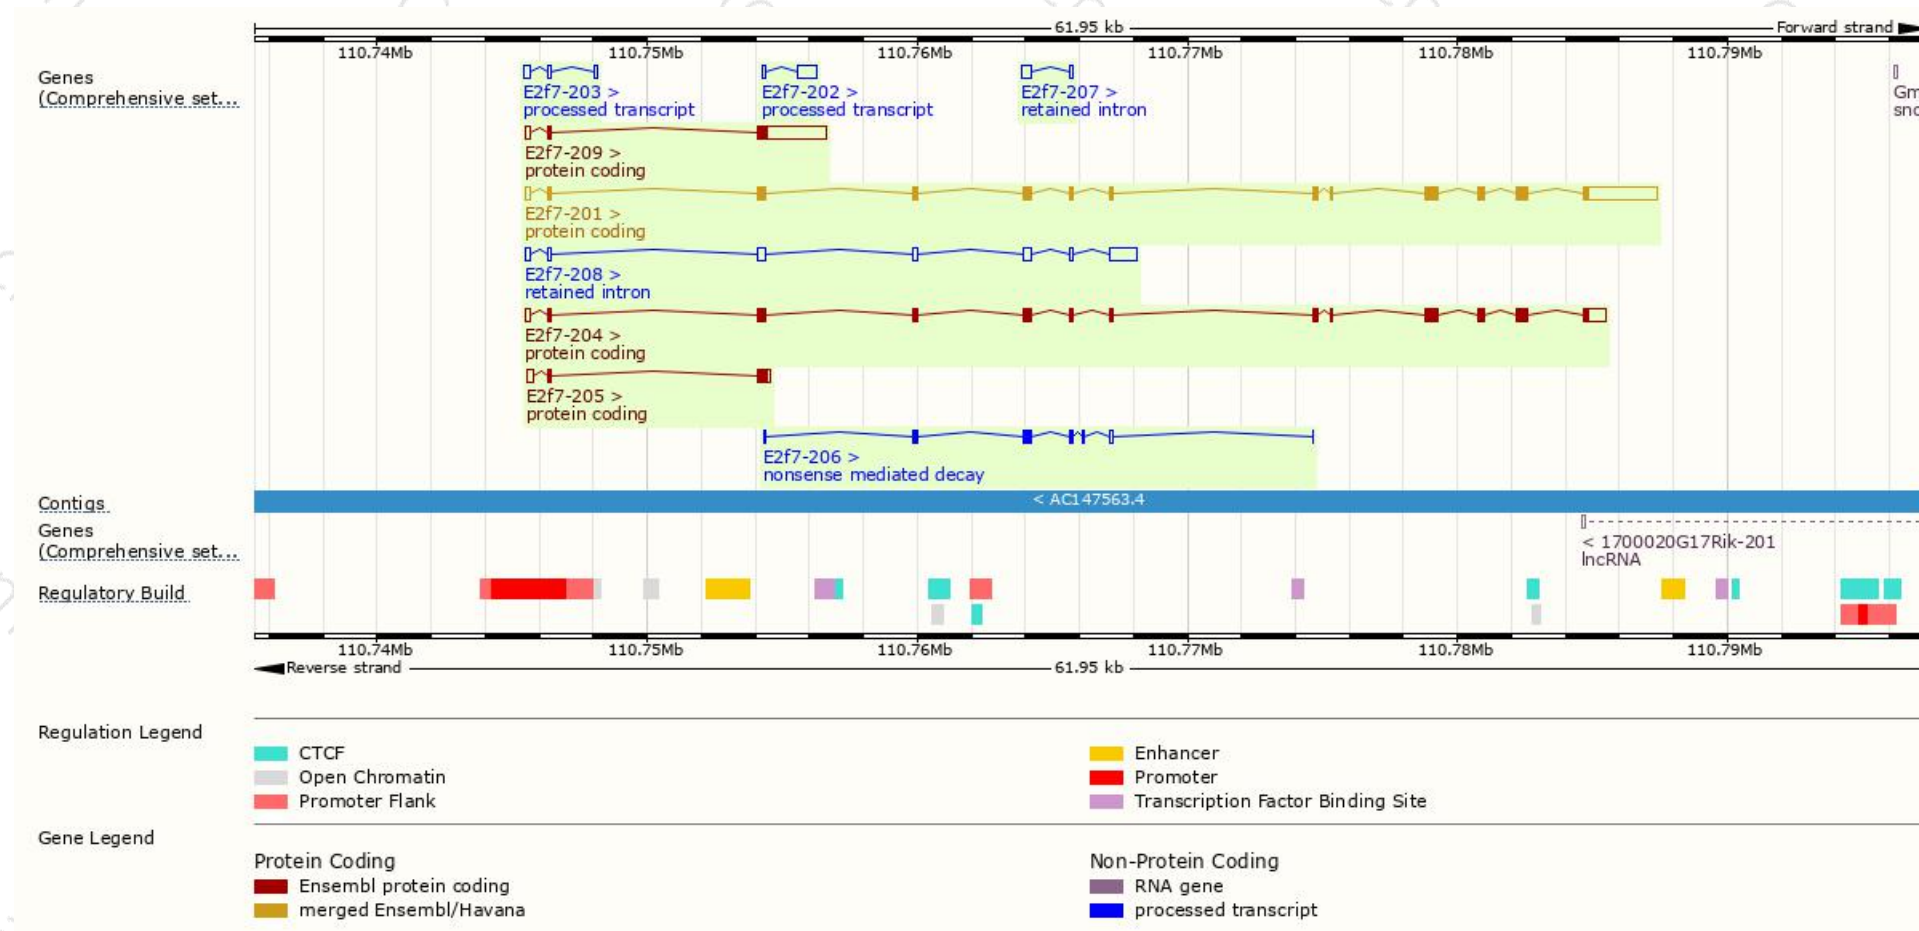 61.95 kb
Forward strand
110.74Mb 110.75Mb 110.76Mb 110.77Mb 110.78Mb 110.79Mb
Genes
(Comprehensive set...
E2f7-203 > E2f7-202 > E2f7-207 > Gm
processed transcript processed transcript retained intron sno
E2f7-209 >
protein coding
E2f7-201 >
protein coding
E2f7-208 >
retained intron
E2f7-204 >
protein coding
E2f7-205 >
protein coding
E2f7-206 >
nonsense mediated decay
Contigs
< AC147563.4
Genes
(Comprehensive set...
< 1700020G17Rik-201
lncRNA
Regulatory Build
110.74Mb 110.75Mb 110.76Mb 110.77Mb 110.78Mb 110.79Mb
Reverse strand
61.95 kb
Regulation Legend
CTCF Enhancer
Open Chromatin Promoter
Promoter Flank Transcription Factor Binding Site
Gene Legend
Protein Coding Non-Protein Coding
Ensembl protein coding RNA gene
merged Ensembl/Havana processed transcript